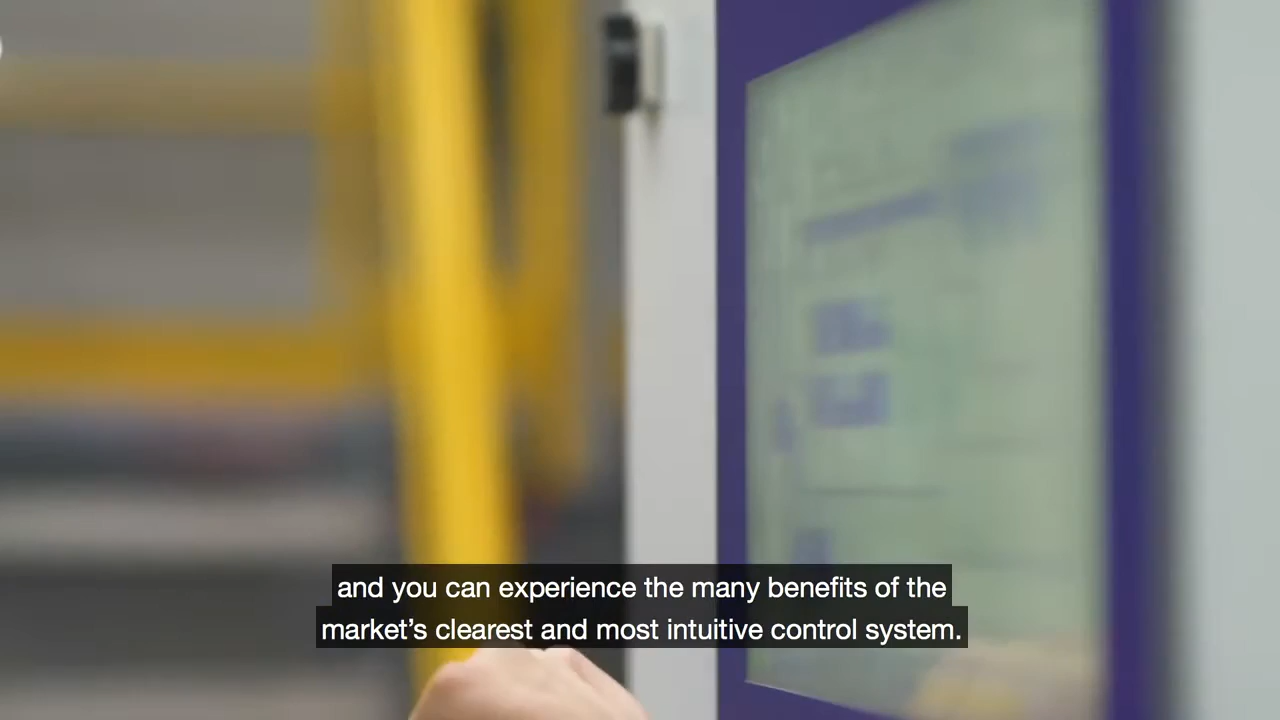 and you can experience the many benefits of the
market’s clearest and most intuitive control system.